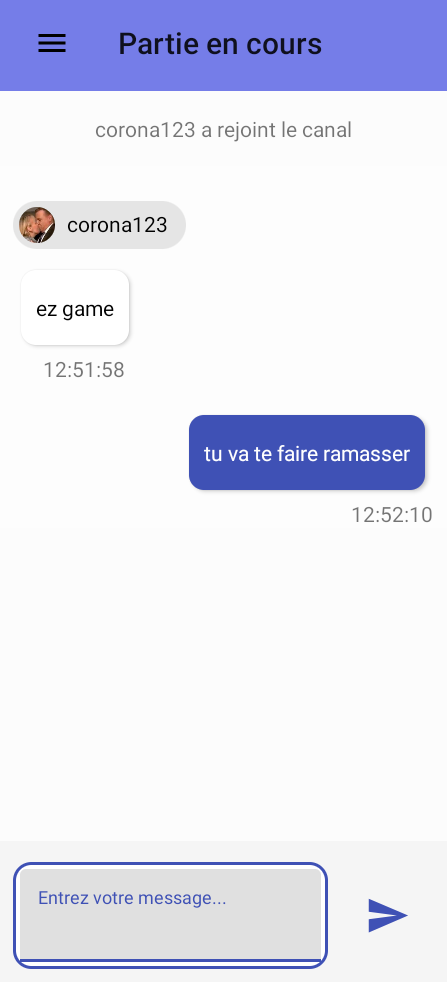 Partie en cours
corona123 a rejoint le canal
corona123
ez game
12:51:58
tu va te faire ramasser
12:52:10
Entrez votre message...